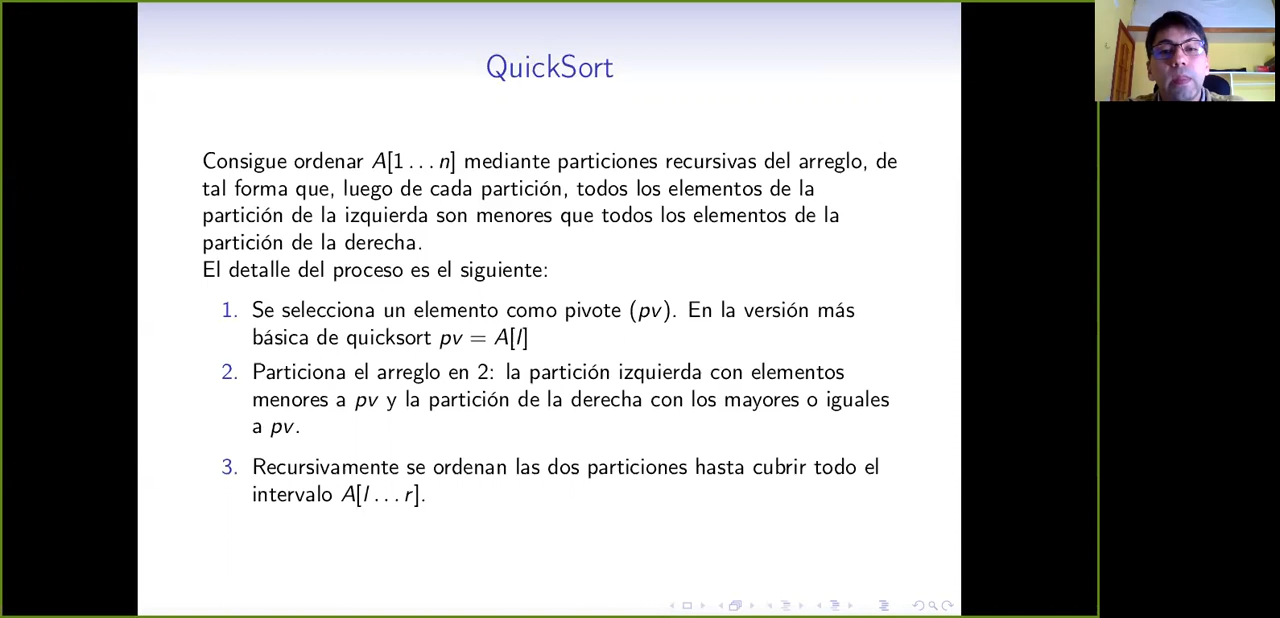 QuickSort
Consigue ordenar A[1 . . . n] mediante particiones recursivas del arreglo, de
tal forma que, luego de cada partición, todos los elementos de la
partición de la izquierda son menores que todos los elementos de la
partición de la derecha.
El detalle del proceso es el siguiente:
1. Se selecciona un elemento como pivote (pv). En la versión más
básica de quicksort pv = A[l]
2. Particiona el arreglo en 2: la partición izquierda con elementos
menores a pv y la partición de la derecha con los mayores o iguales
a pv.
3. Recursivamente se ordenan las dos particiones hasta cubrir todo el
intervalo A[l . . . r].